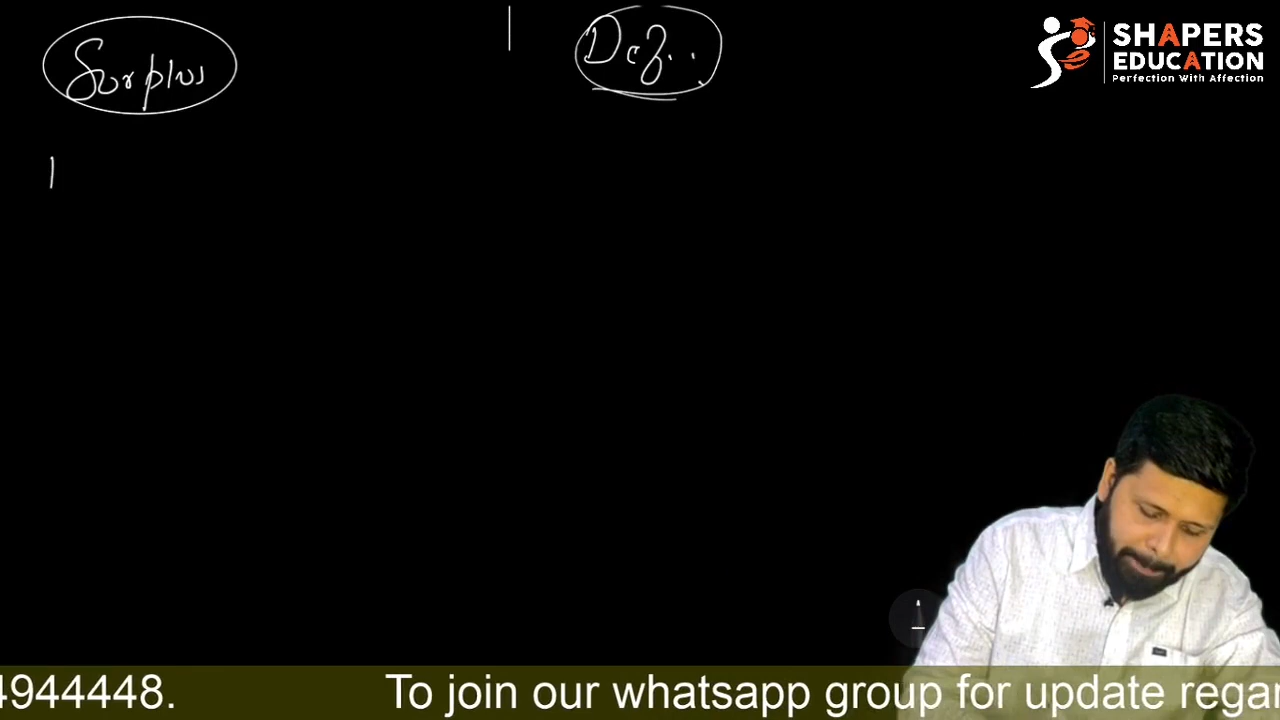 Surplus
Def..
SHAPERS
EDUCATION
Perfection With Affection
4944448. To join our whatsapp group for update regar